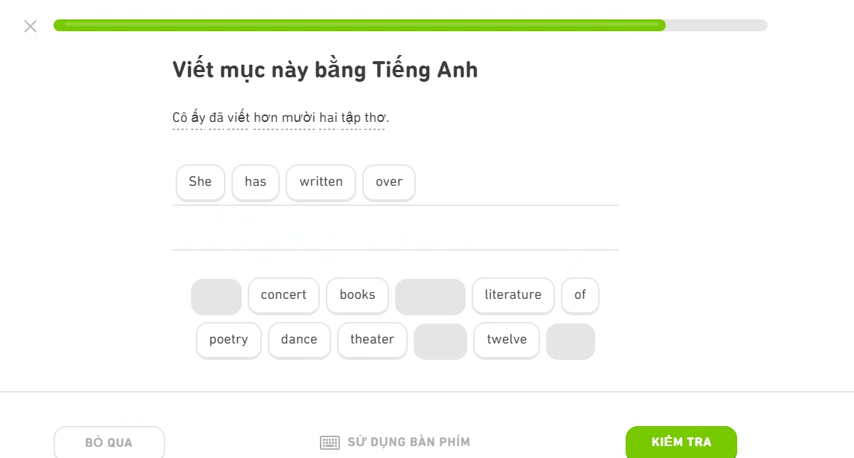 Viết mục này bằng Tiếng Anh
Cô ấy đã viết hơn mười hai tập thơ.
She has written over
concert books literature of
poetry dance theater twelve
BỎ QUA SỬ DỤNG BÀN PHÍM KIỂM TRA